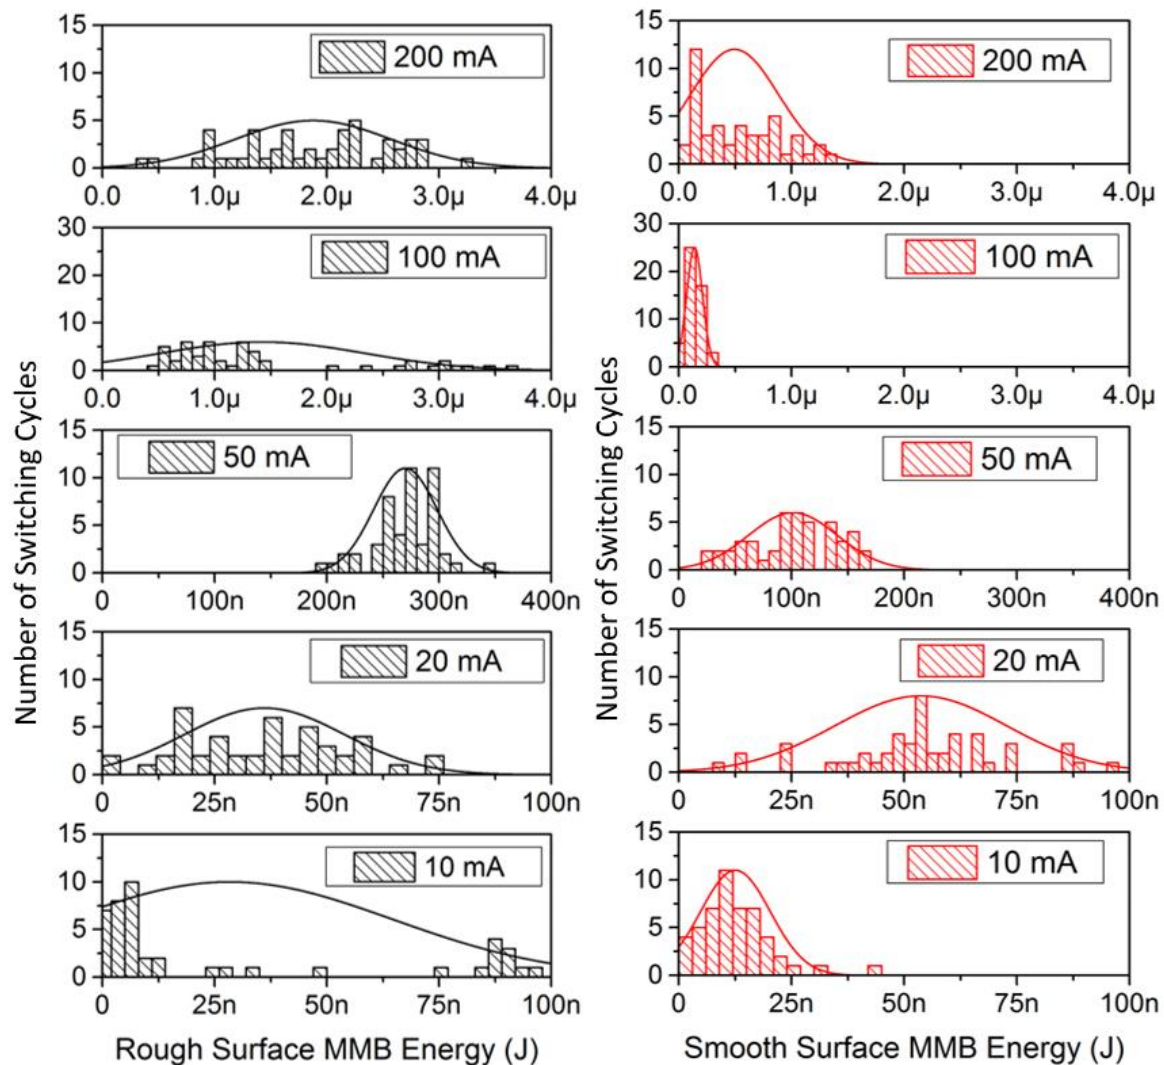 Number of Switching Cycles
15
10
5
0
200 mA
0.0 1.0µ 2.0µ 3.0µ 4.0µ
30
20
10
0
100 mA
0.0 1.0µ 2.0µ 3.0µ 4.0µ
15
10
5
0
50 mA
0 100n 200n 300n 400n
15
10
5
0
20 mA
0 25n 50n 75n 100n
15
10
5
0
10 mA
0 25n 50n 75n 100n
Rough Surface MMB Energy (J)
Number of Switching Cycles
15
10
5
0
200 mA
0.0 1.0µ 2.0µ 3.0µ 4.0µ
30
20
10
0
100 mA
0.0 1.0µ 2.0µ 3.0µ 4.0µ
15
10
5
0
50 mA
0 100n 200n 300n 400n
15
10
5
0
20 mA
0 25n 50n 75n 100n
15
10
5
0
10 mA
0 25n 50n 75n 100n
Smooth Surface MMB Energy (J)